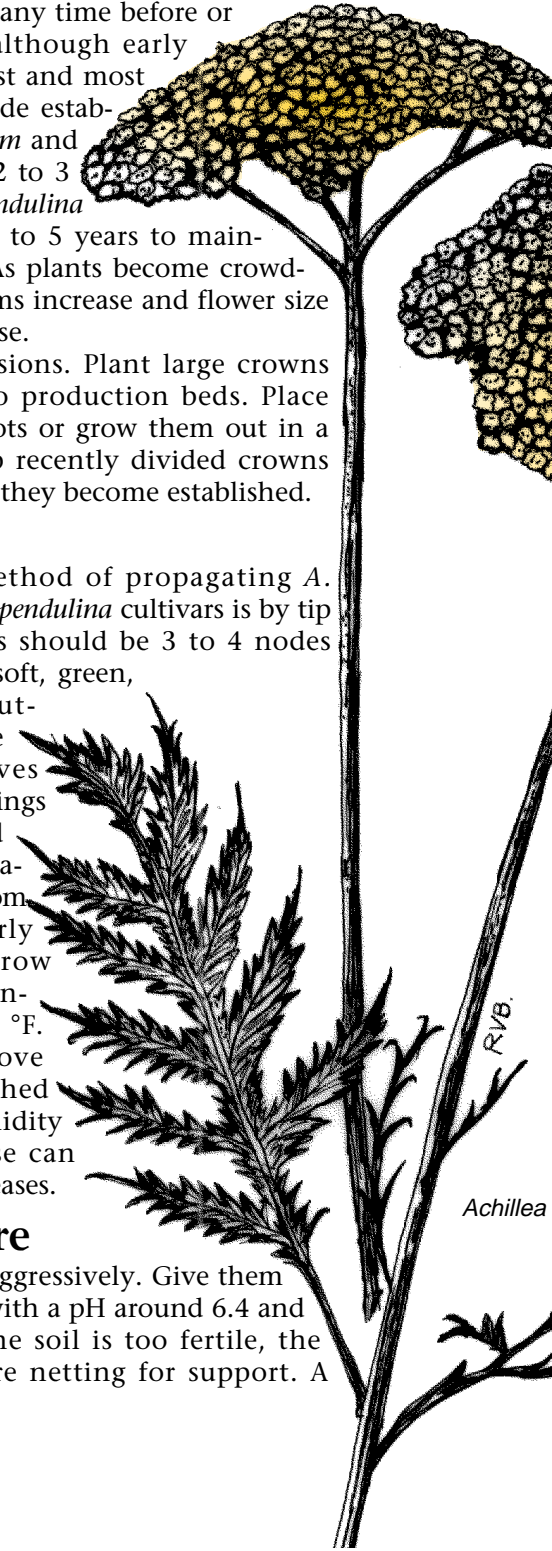 any time before or
although early
st and most
de estab-
m and
2 to 3
ndulina
to 5 years to main-
As plants become crowd-
ms increase and flower size
se.
sions. Plant large crowns
o production beds. Place
ots or grow them out in a
p recently divided crowns
they become established.
ethod of propagating A.
pendulina cultivars is by tip
s should be 3 to 4 nodes
soft, green,
ut-
e
ves
ings
d
a-
om
rly
row
n-
°F.
ove
hed
idity
se can
eases.
re
aggressively. Give them
with a pH around 6.4 and
ne soil is too fertile, the
re netting for support. A
RVB.
Achillea